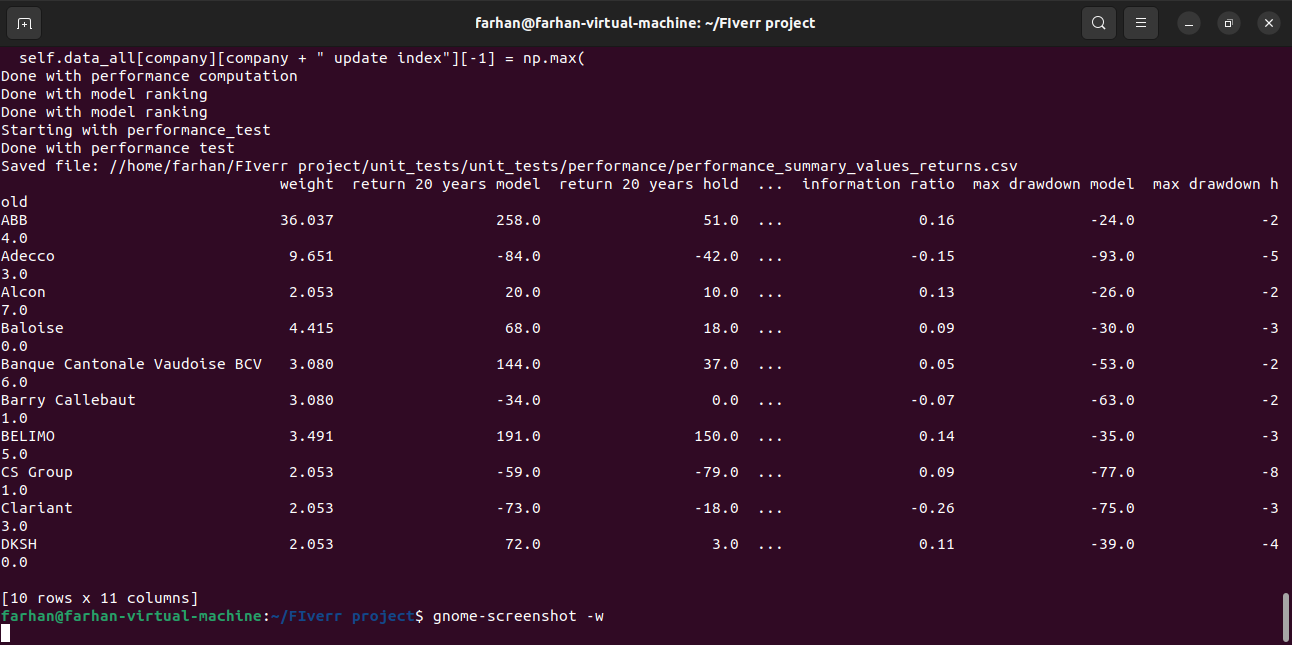 farhan@farhan-virtual-machine: ~/FIverr project
self.data_all[company][company + " update index"][-1] = np.max(
Done with performance computation
Done with model ranking
Done with model ranking
Starting with performance_test
Done with performance test
Saved file: //home/farhan/FIverr project/unit_tests/unit_tests/performance/performance_summary_values_returns.csv
weight return 20 years model return 20 years hold ... information ratio max drawdown model max drawdown h
old
ABB 36.037 258.0 51.0 ... 0.16 -24.0 -2
4.0
Adecco 9.651 -84.0 -42.0 ... -0.15 -93.0 -5
3.0
Alcon 2.053 20.0 10.0 ... 0.13 -26.0 -2
7.0
Baloise 4.415 68.0 18.0 ... 0.09 -30.0 -3
0.0
Banque Cantonale Vaudoise BCV 3.080 144.0 37.0 ... 0.05 -53.0 -2
6.0
Barry Callebaut 3.080 -34.0 0.0 ... -0.07 -63.0 -2
1.0
BELIMO 3.491 191.0 150.0 ... 0.14 -35.0 -3
5.0
CS Group 2.053 -59.0 -79.0 ... 0.09 -77.0 -8
1.0
Clariant 2.053 -73.0 -18.0 ... -0.26 -75.0 -3
3.0
DKSH 2.053 72.0 3.0 ... 0.11 -39.0 -4
0.0
[10 rows x 11 columns]
farhan@farhan-virtual-machine:~/FIverr project$ gnome-screenshot -w